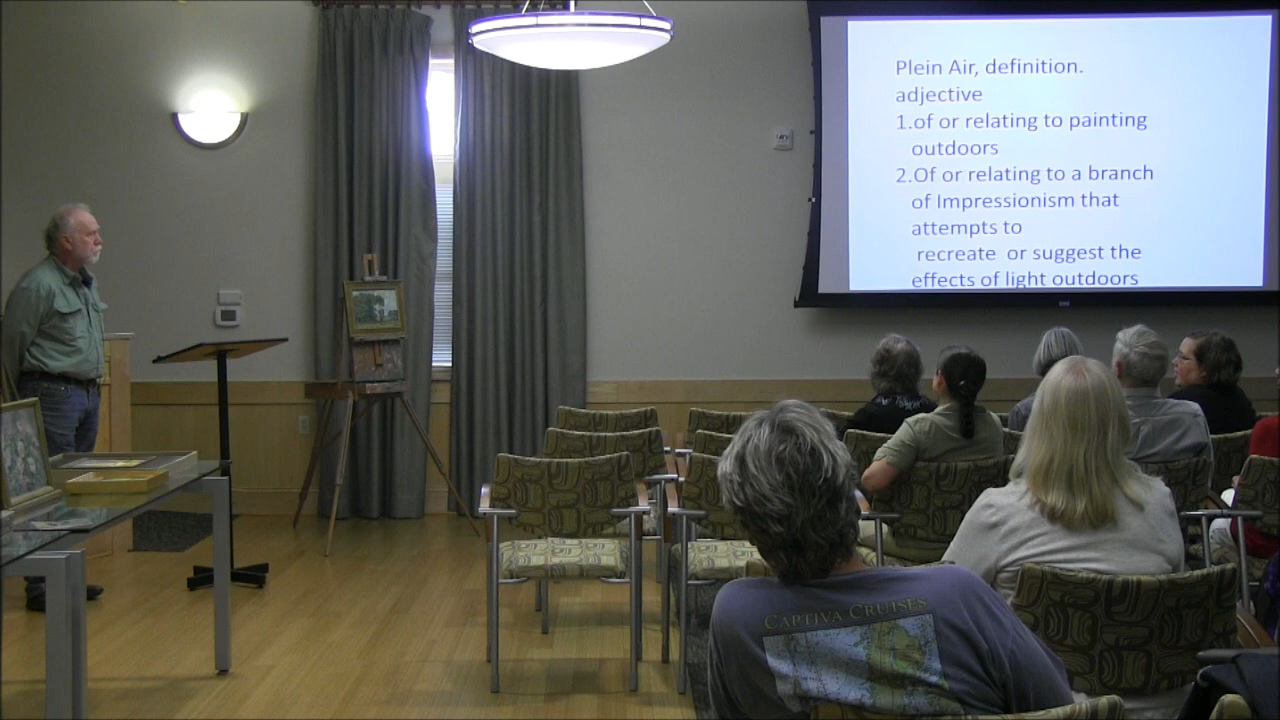 Plein Air, definition.
adjective
1.of or relating to painting
outdoors
2.Of or relating to a branch
of Impressionism that
attempts to
recreate or suggest the
effects of light outdoors
CAPTIVA CRUISES